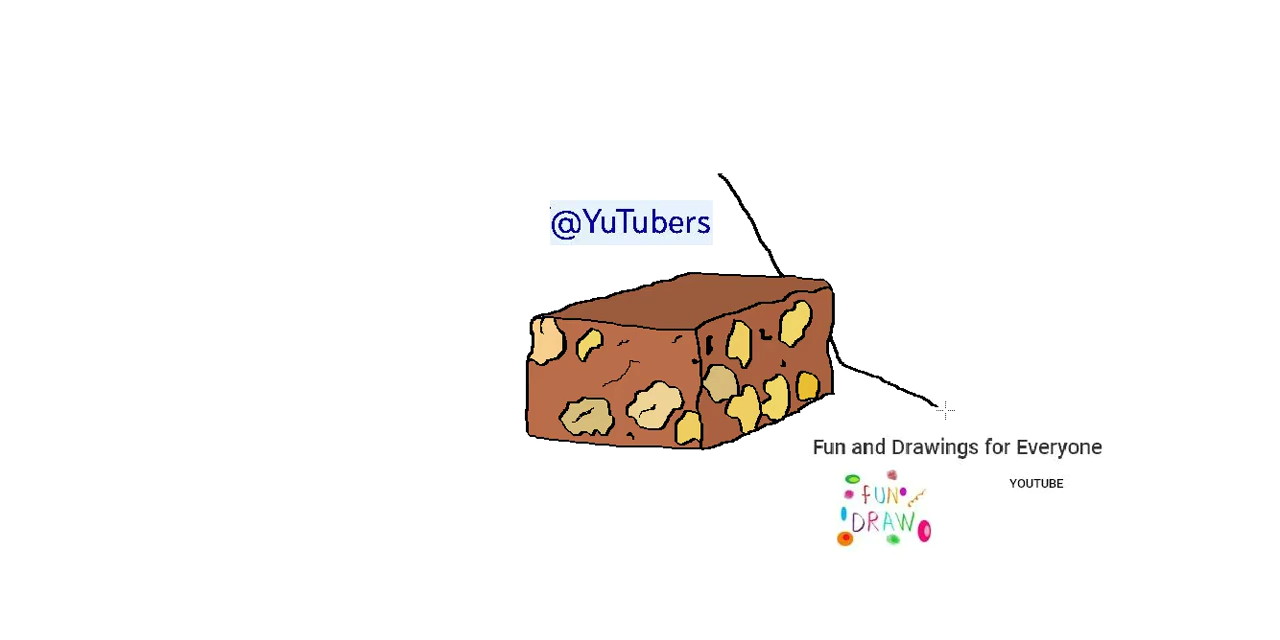 @YuTubers
Fun and Drawings for Everyone
YOUTUBE
FUN
DRAW